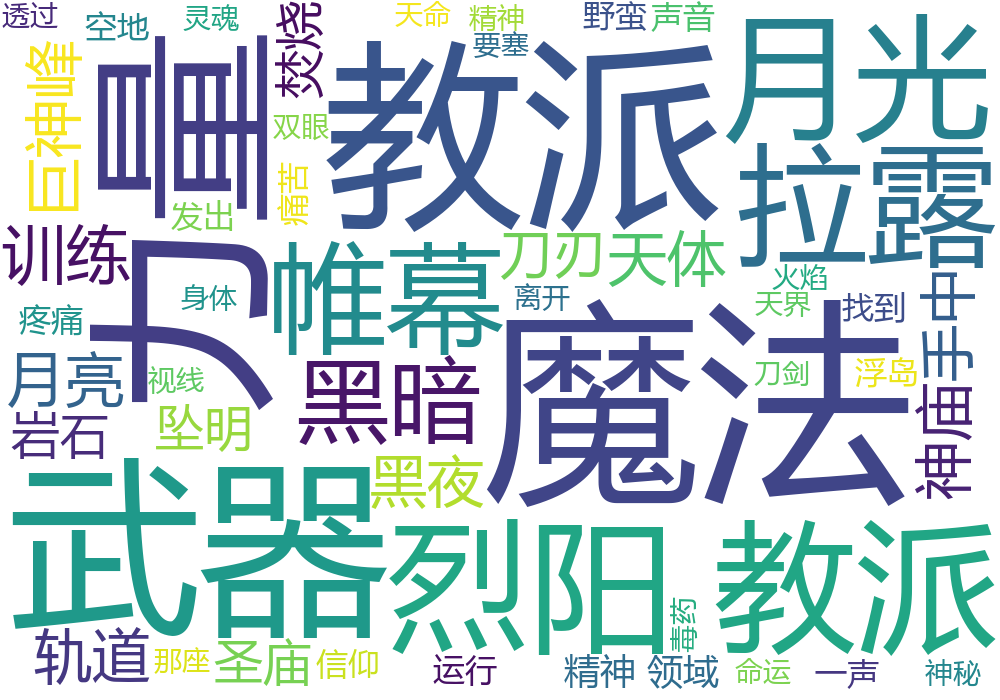 透过
空地
灵魂
焚烧
天命
精神
要塞
野蛮
声音
巨神峰
力量
双眼
教派
月光
痛苦
拉露
发出
训练
帷幕
刀刃
天体
火焰
手中
疼痛
身体
离开
天界
找到
月亮
视线
黑暗
魔法
刀剑
浮岛
岩石
坠明
神庙
黑夜
武器
烈阳
教派
轨道
那座
圣庙
信仰
运行
精神
领域
毒药
命运
一声
神秘